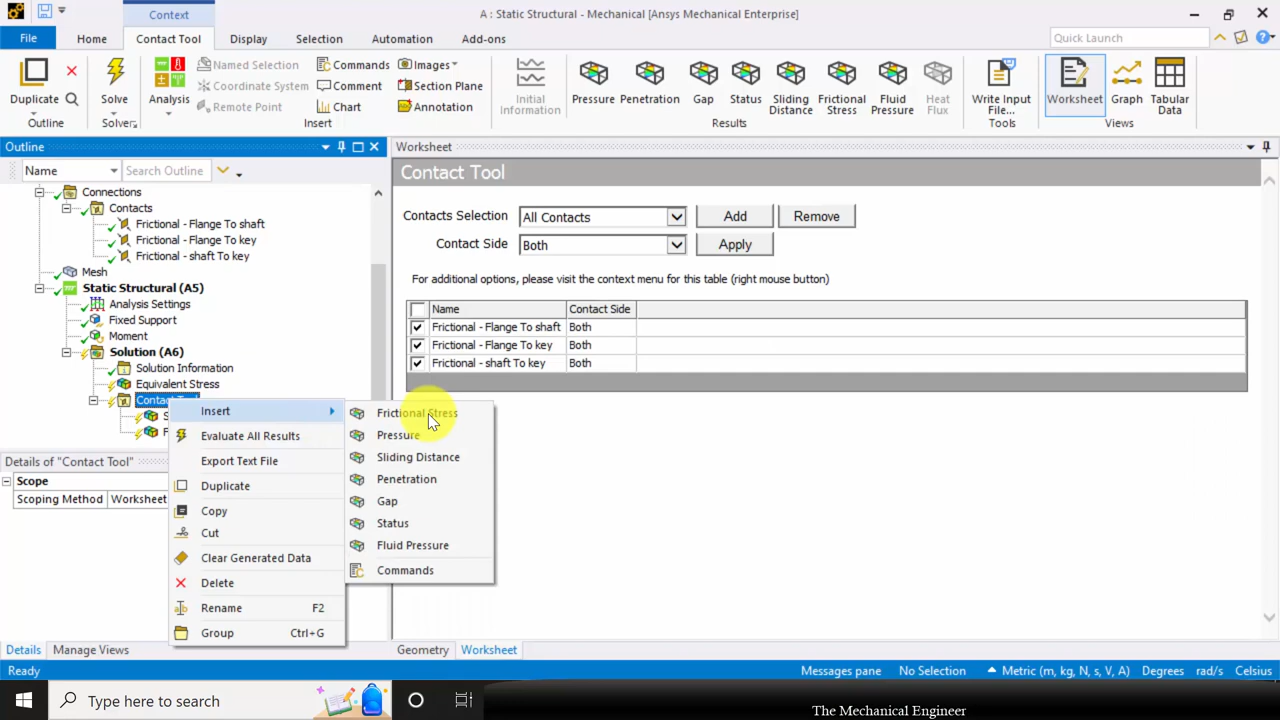 Context
A : Static Structural - Mechanical [Ansys Mechanical Enterprise]
File
Home
Contact Tool
Display
Selection
Automation
Add-ons
Quick Launch
Duplicate
Outline
Solve
Solver
Analysis
Named Selection
Coordinate System
Remote Point
Commands
Comment
Chart
Images
Section Plane
Annotation
Insert
Initial Information
Pressure
Penetration
Gap
Status
Sliding Distance
Frictional Stress
Fluid Pressure
Heat Flux
Results
Write Input File...
Tools
Worksheet
Graph
Tabular Data
Views
Outline
Name
Search Outline
Connections
Contacts
Frictional - Flange To shaft
Frictional - Flange To key
Frictional - shaft To key
Mesh
Static Structural (A5)
Analysis Settings
Fixed Support
Moment
Solution (A6)
Solution Information
Equivalent Stress
Contact
Details of "Contact Tool"
Scope
Scoping Method
Worksheet
Insert
Evaluate All Results
Export Text File
Duplicate
Copy
Cut
Clear Generated Data
Delete
Rename F2
Group Ctrl+G
Frictional Stress
Pressure
Sliding Distance
Penetration
Gap
Status
Fluid Pressure
Commands
Worksheet
Contact Tool
Contacts Selection
All Contacts
Add
Remove
Contact Side
Both
Apply
For additional options, please visit the context menu for this table (right mouse button)
Name
Contact Side
Frictional - Flange To shaft
Both
Frictional - Flange To key
Both
Frictional - shaft To key
Both
Details
Manage Views
Geometry
Worksheet
Ready
Messages pane
No Selection
Metric (m, kg, N, s, V, A)
Degrees
rad/s
Celsius
Type here to search
The Mechanical Engineer